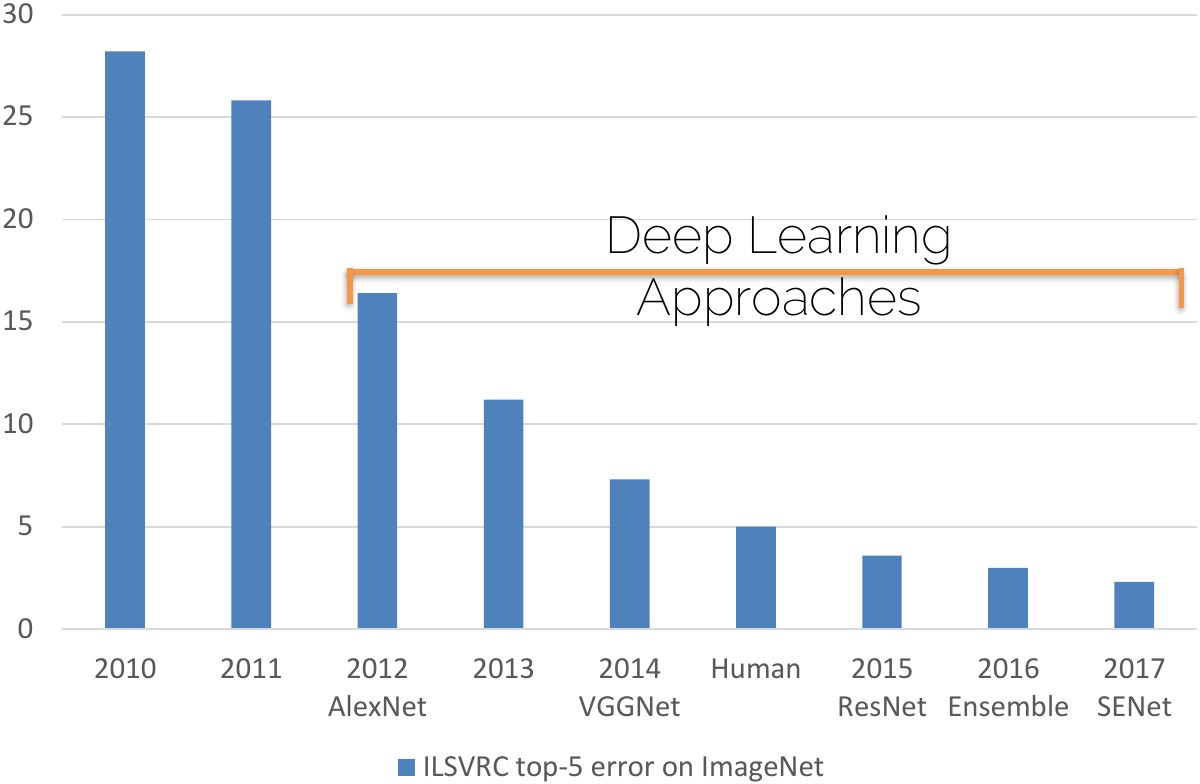 30
25
20
15
10
5
0
Deep Learning
Approaches
2010 2011 2012 2013 2014 Human 2015 2016 2017
AlexNet VGGNet ResNet Ensemble SENet
ILSVRC top-5 error on ImageNet